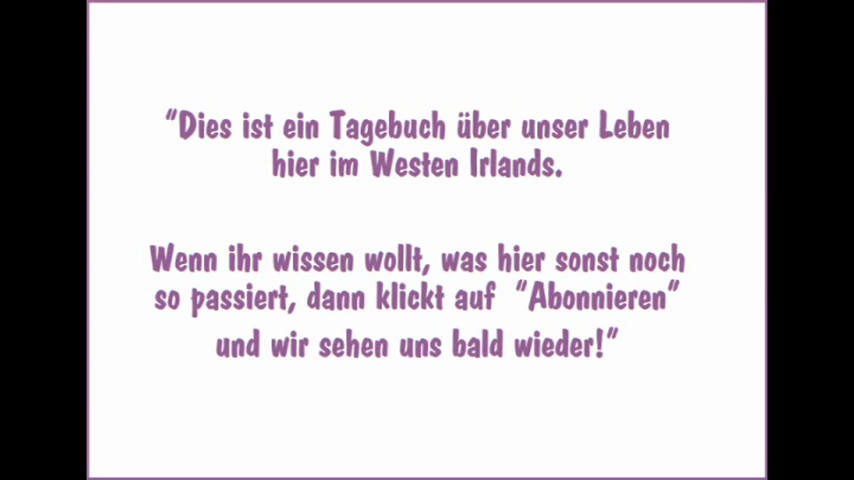 "Dies ist ein Tagebuch über unser Leben
hier im Westen Irlands.
Wenn ihr wissen wollt, was hier sonst noch
so passiert, dann klickt auf "Abonnieren"
und wir sehen uns bald wieder!"